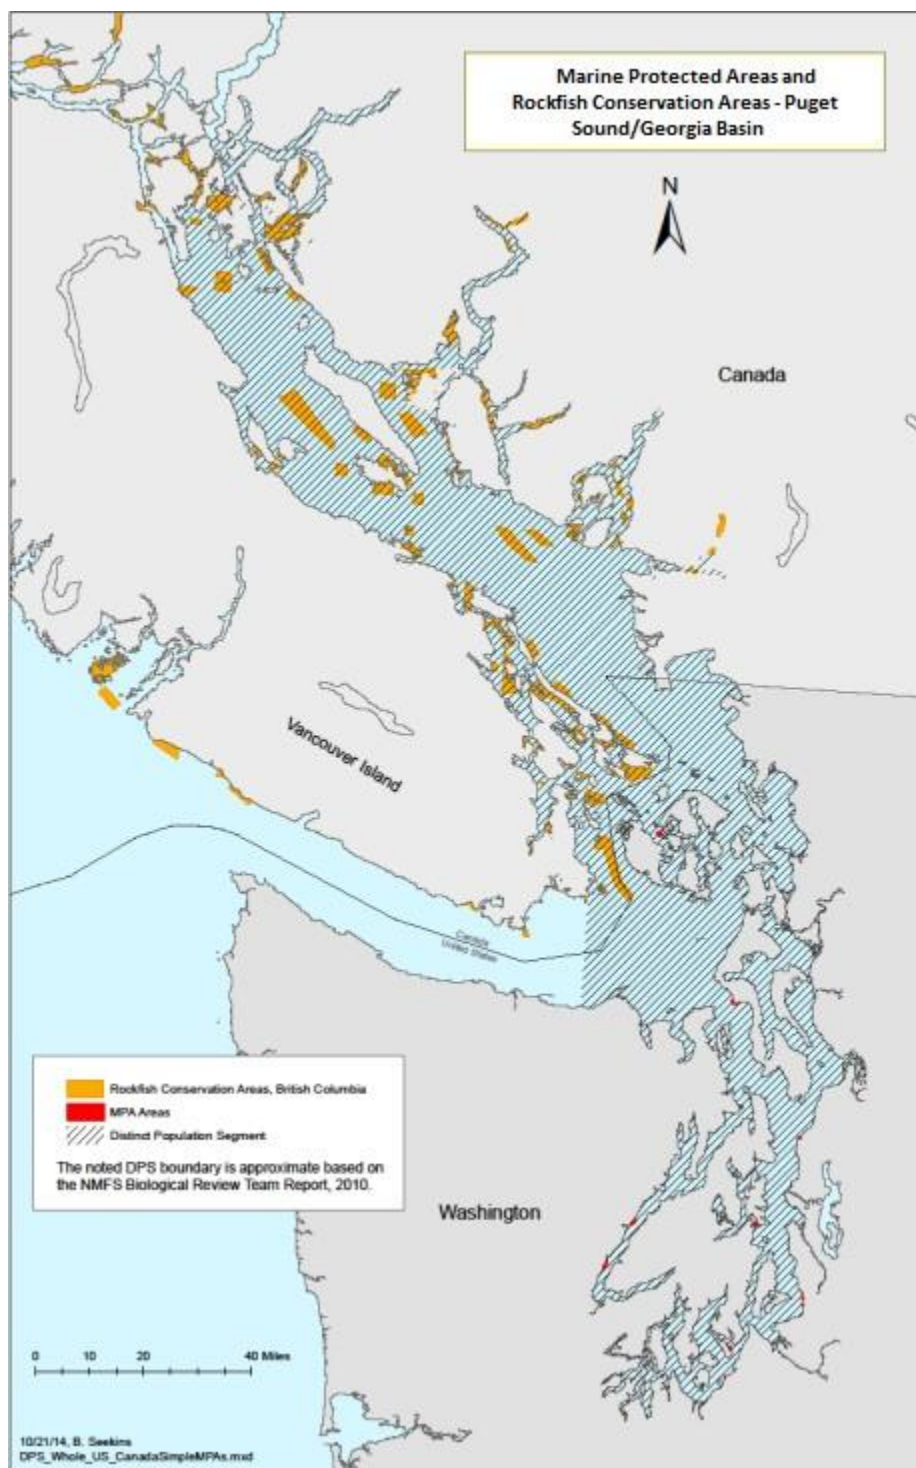 Marine Protected Areas and
Rockfish Conservation Areas - Puget
Sound/Georgia Basin
N
Canada
Vancouver Island
Canada
United States
Rockfish Conservation Areas, British Columbia
MPA Areas
Distinct Population Segment
The noted DPS boundary is approximate based on
the NMFS Biological Review Team Report, 2010.
Washington
0 10 20 40 Miles
10/21/14, B. Seekins
DPS_Whole_US_CanadaSimpleMPAs.mxd